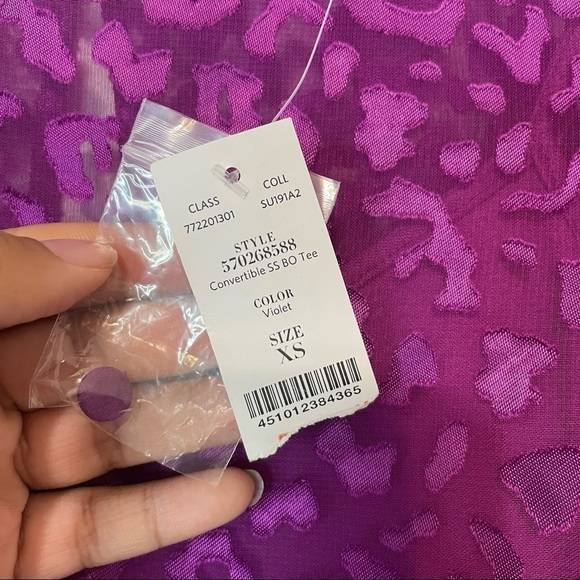 CLASS
772201301
COLL
SU191A2
STYLE
570268588
Convertible SS BO Tee
COLOR
Violet
SIZE
XS
451012384365